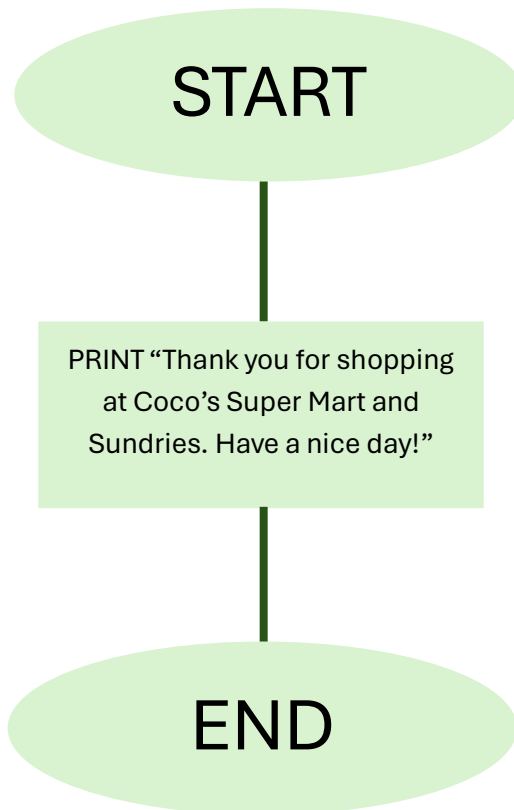 START
PRINT “Thank you for shopping
at Coco’s Super Mart and
Sundries. Have a nice day!”
END